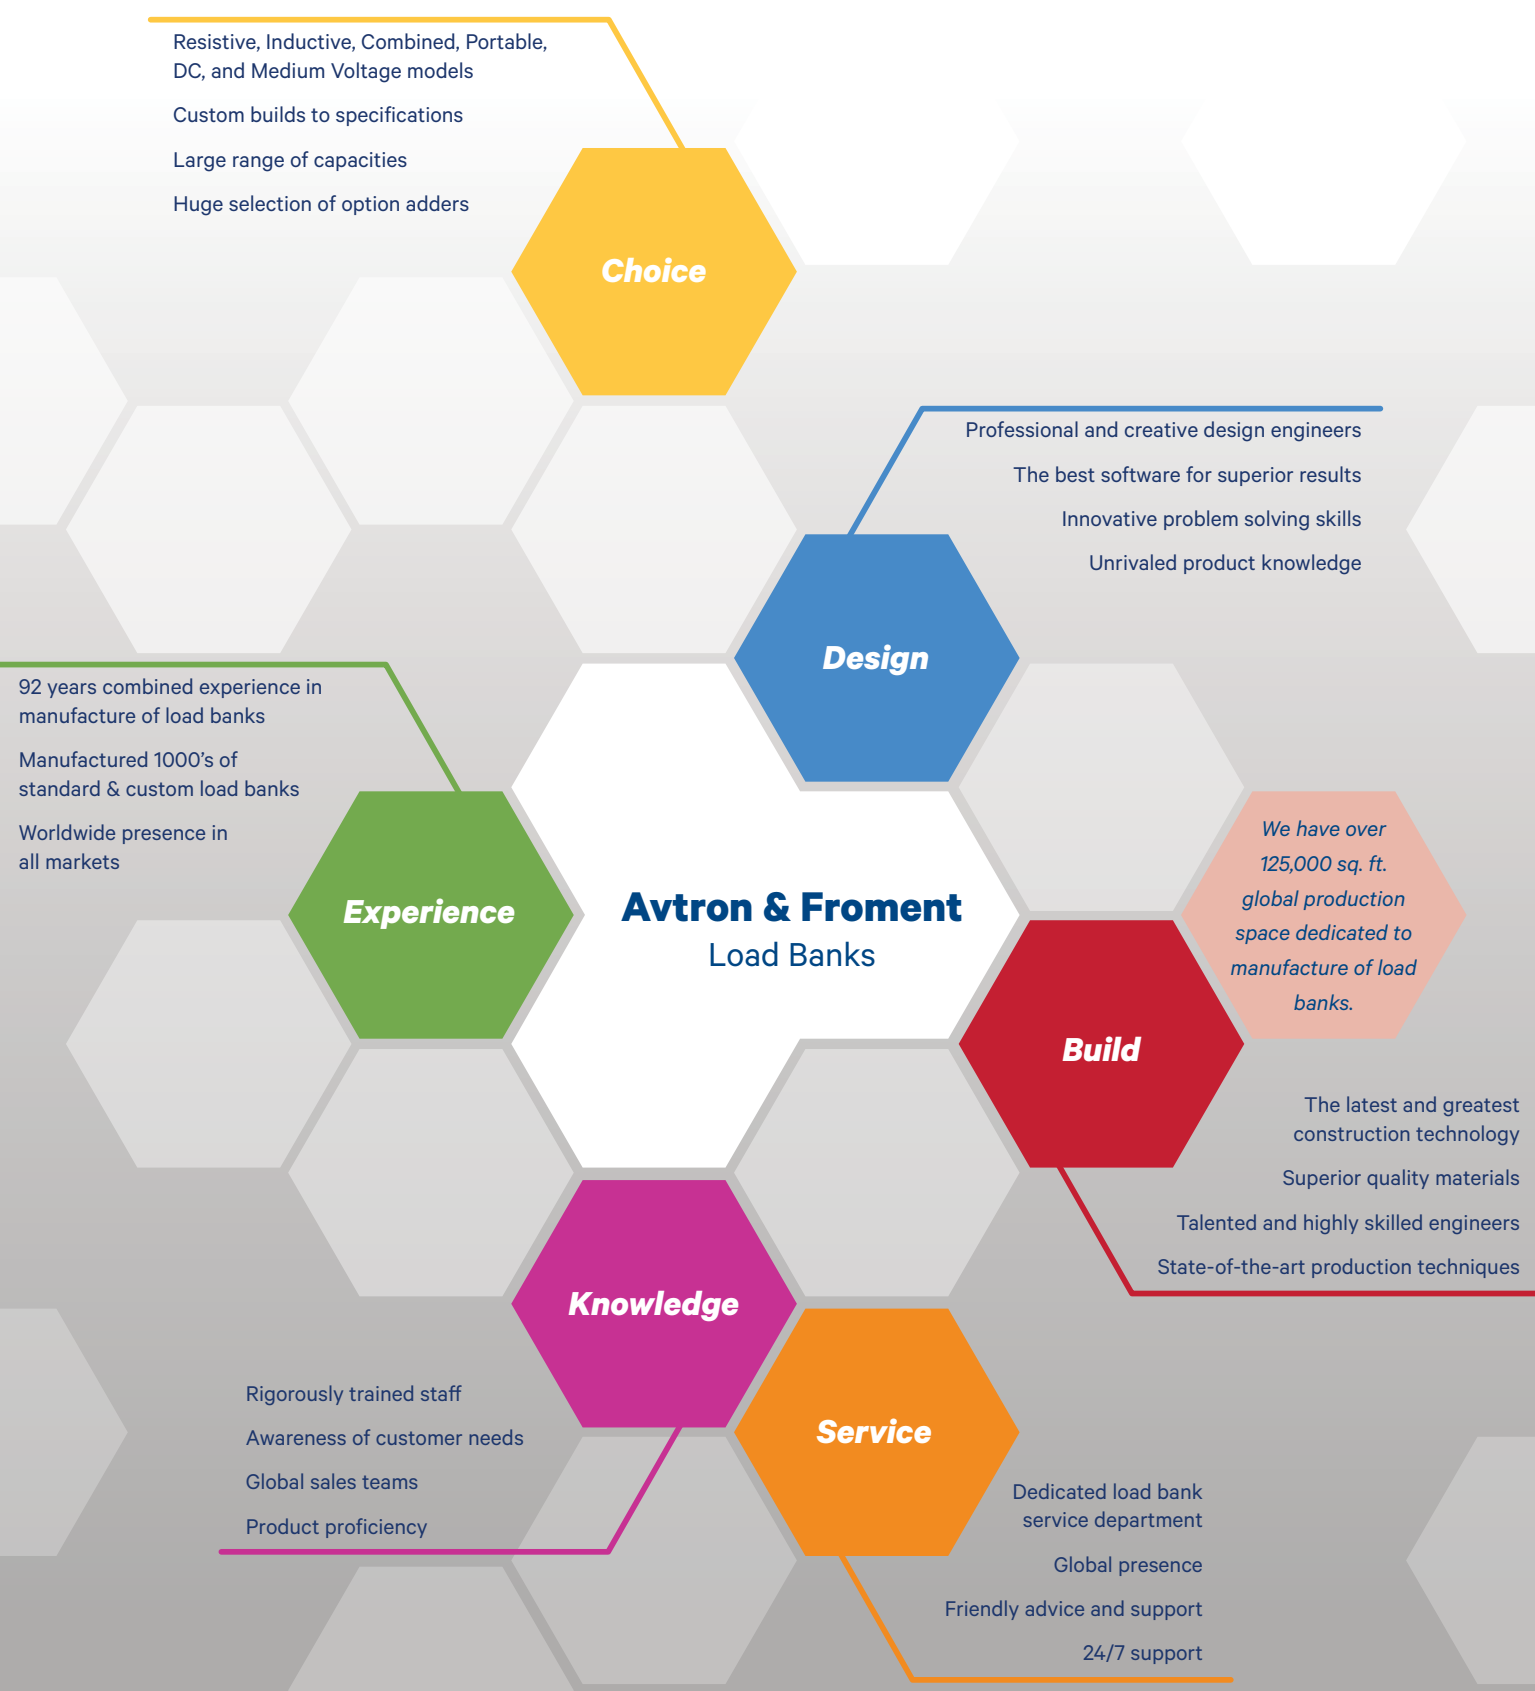 Resistive, Inductive, Combined, Portable,
DC, and Medium Voltage models
Custom builds to specifications
Large range of capacities
Huge selection of option adders
Choice
Professional and creative design engineers
The best software for superior results
Innovative problem solving skills
Unrivaled product knowledge
Design
92 years combined experience in
manufacture of load banks
Manufactured 1000’s of
standard & custom load banks
Worldwide presence in
all markets
Experience
Avtron & Froment
Load Banks
We have over
125,000 sq. ft.
global production
space dedicated to
manufacture of load
banks.
Build
The latest and greatest
construction technology
Superior quality materials
Talented and highly skilled engineers
State-of-the-art production techniques
Knowledge
Rigorously trained staff
Awareness of customer needs
Global sales teams
Product proficiency
Service
Dedicated load bank
service department
Global presence
Friendly advice and support
24/7 support